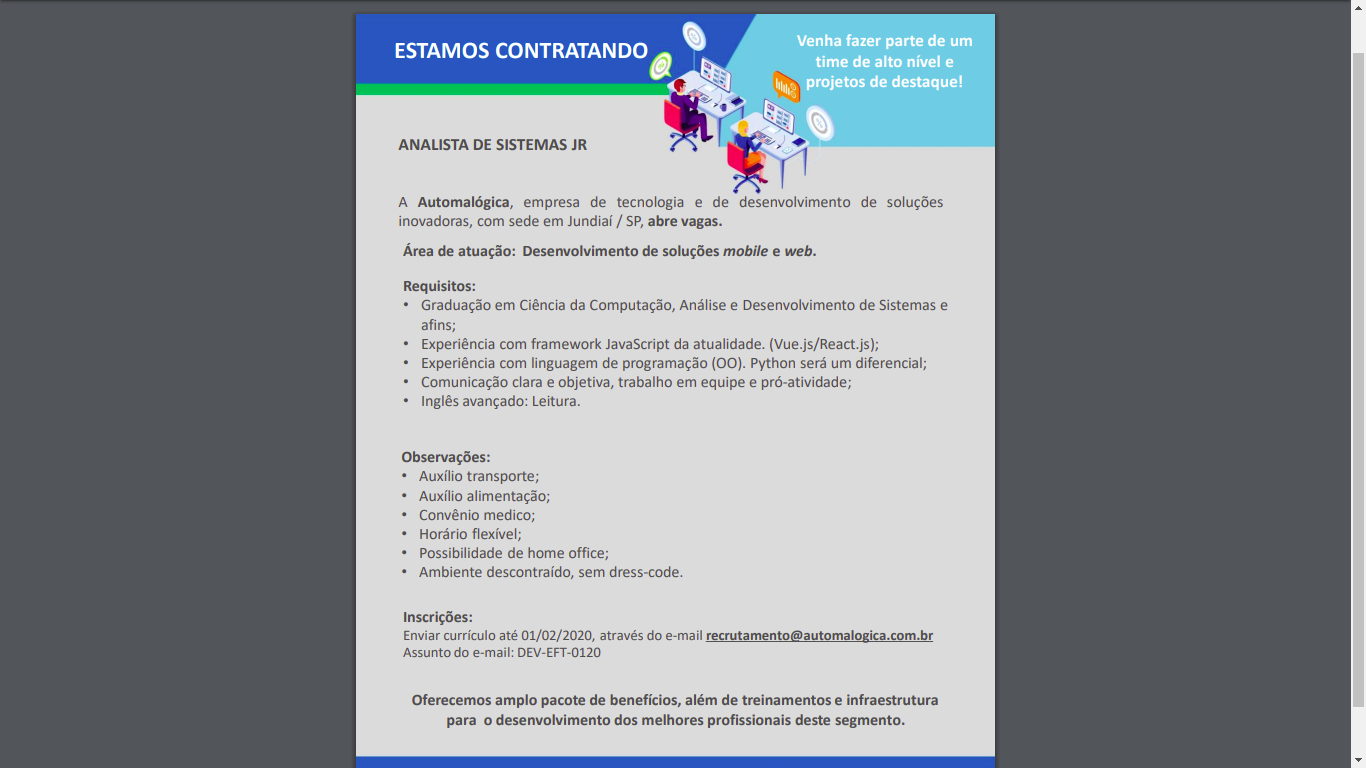 ESTAMOS CONTRATANDO
Venha fazer parte de um
time de alto nível e
projetos de destaque!
ANALISTA DE SISTEMAS JR
A Automalógica, empresa de tecnologia e de desenvolvimento de soluções
inovadoras, com sede em Jundiaí / SP, abre vagas.
Área de atuação: Desenvolvimento de soluções mobile e web.
Requisitos:
• Graduação em Ciência da Computação, Análise e Desenvolvimento de Sistemas e
afins;
• Experiência com framework JavaScript da atualidade. (Vue.js/React.js);
• Experiência com linguagem de programação (OO). Python será um diferencial;
• Comunicação clara e objetiva, trabalho em equipe e pró-atividade;
• Inglês avançado: Leitura.
Observações:
• Auxílio transporte;
• Auxílio alimentação;
• Convênio medico;
• Horário flexível;
• Possibilidade de home office;
• Ambiente descontraído, sem dress-code.
Inscrições:
Enviar currículo até 01/02/2020, através do e-mail recrutamento@automalogica.com.br
Assunto do e-mail: DEV-EFT-0120
Oferecemos amplo pacote de benefícios, além de treinamentos e infraestrutura
para o desenvolvimento dos melhores profissionais deste segmento.